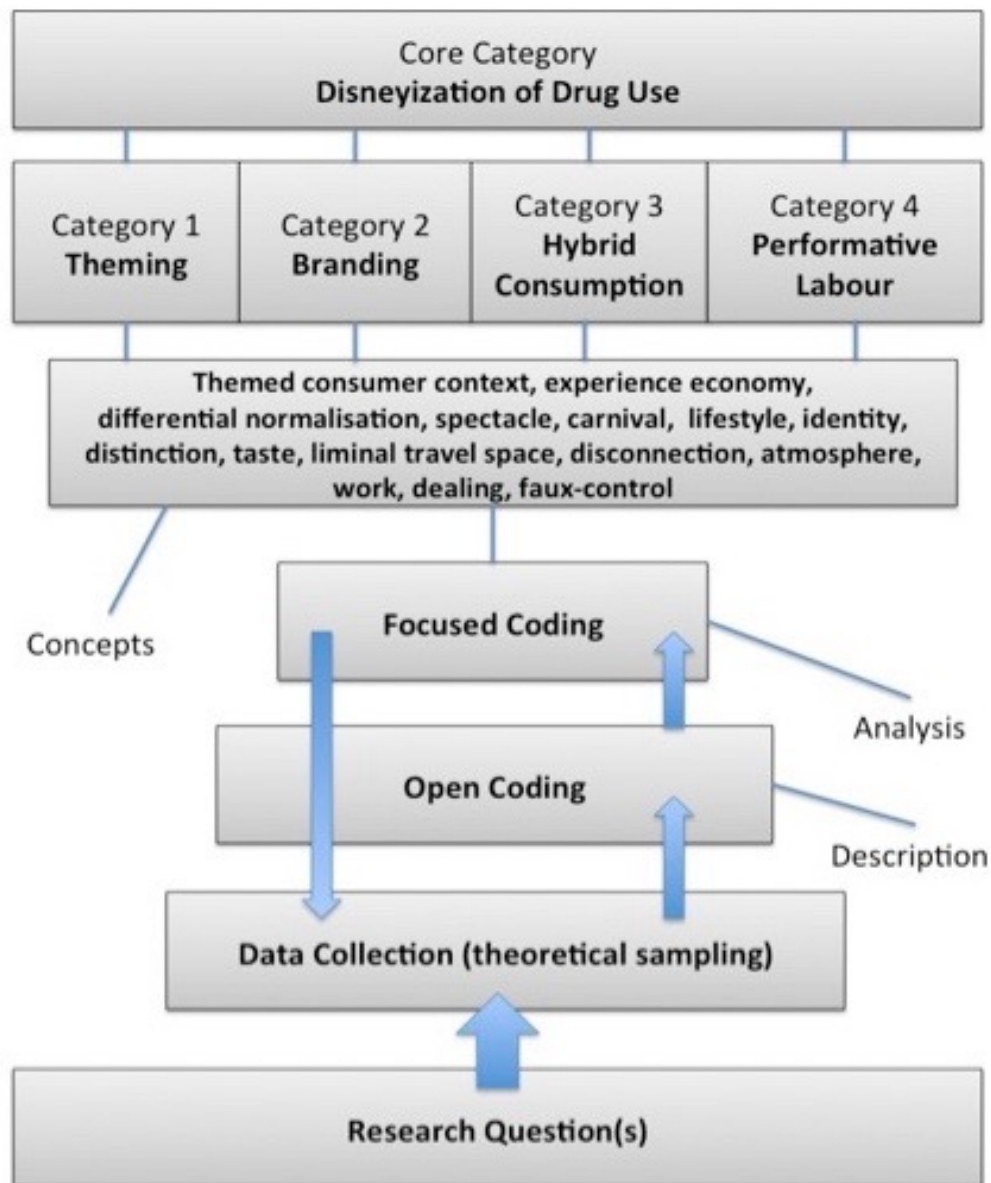 Core Category
Disneyization of Drug Use
Category 1
Theming
Category 2
Branding
Category 3
Hybrid
Consumption
Category 4
Performative
Labour
Themed consumer context, experience economy,
differential normalisation, spectacle, carnival, lifestyle, identity,
distinction, taste, liminal travel space, disconnection, atmosphere,
work, dealing, faux-control
Concepts
Focused Coding
Analysis
Open Coding
Description
Data Collection (theoretical sampling)
Research Question(s)